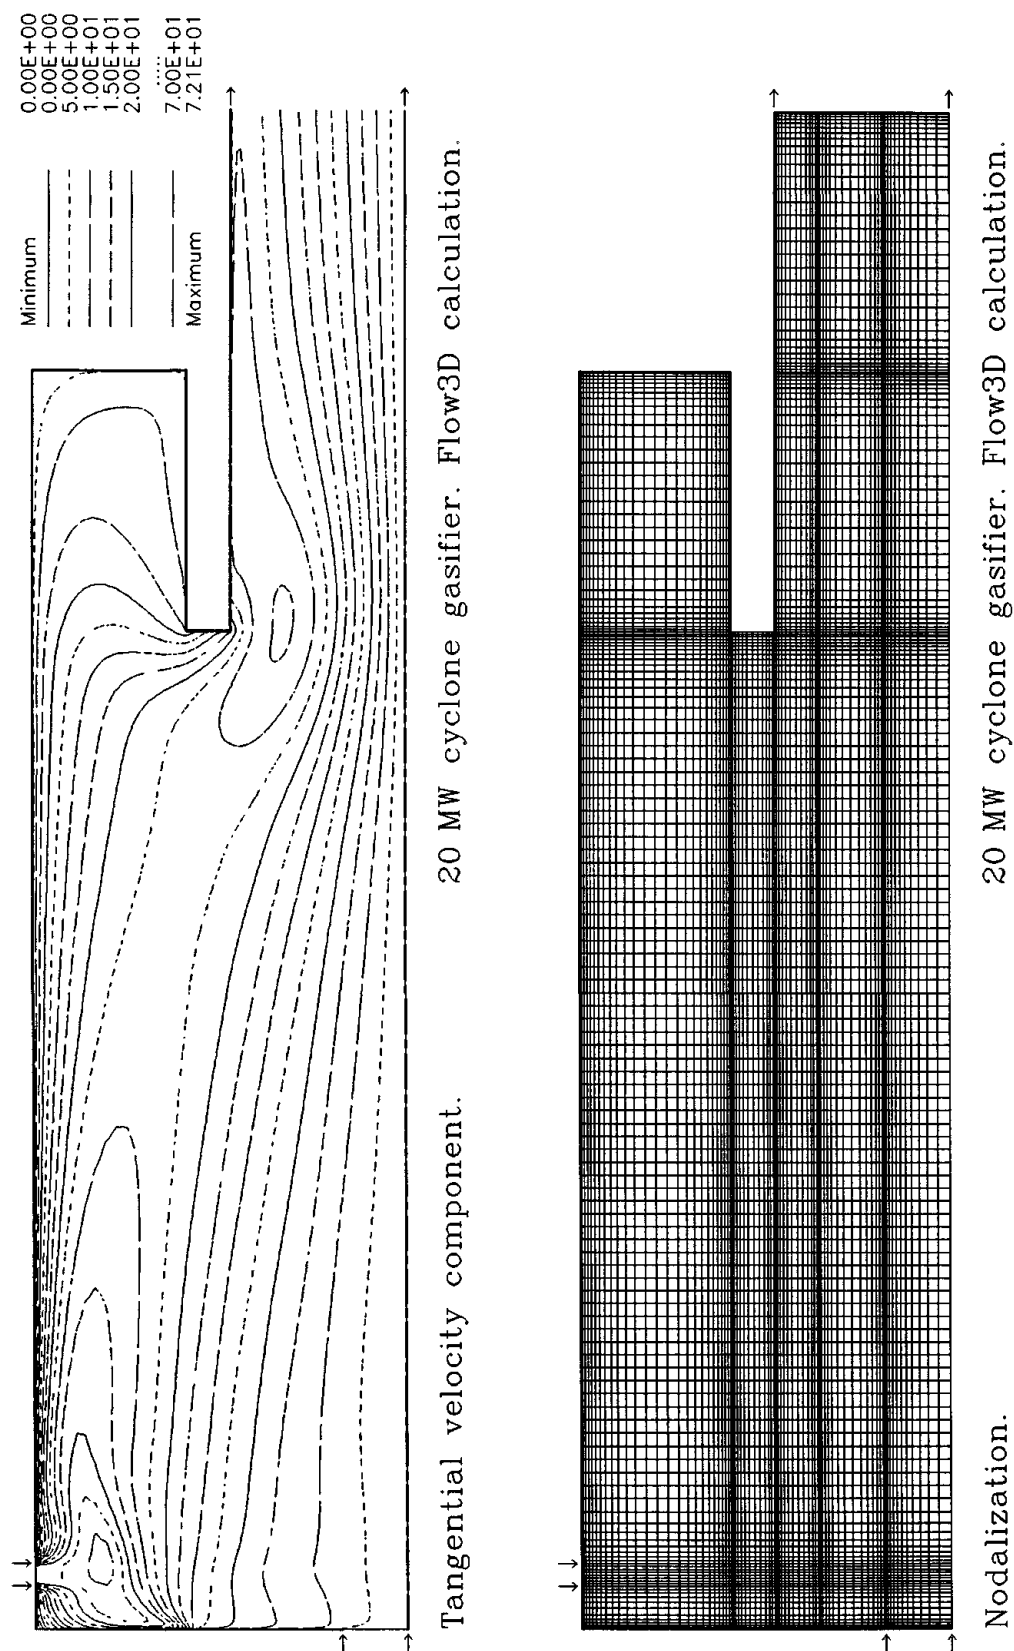 Minimum 0.00E+00
0.00E+00
5.00E+00
1.00E+01
1.50E+01
2.00E+01
.....
7.00E+01
Maximum 7.21E+01
Tangential velocity component. 20 MW cyclone gasifier. Flow3D calculation.
Nodalization. 20 MW cyclone gasifier. Flow3D calculation.